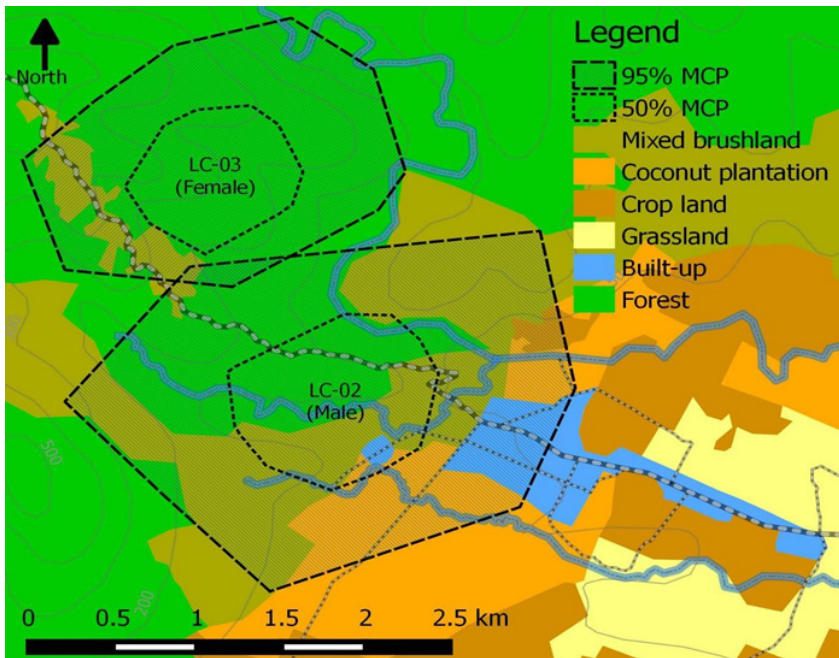 North
Legend
95% MCP
50% MCP
Mixed brushland
Coconut plantation
Crop land
Grassland
Built-up
Forest
LC-03
(Female)
LC-02
(Male)
500
200
0 0.5 1 1.5 2 2.5 km